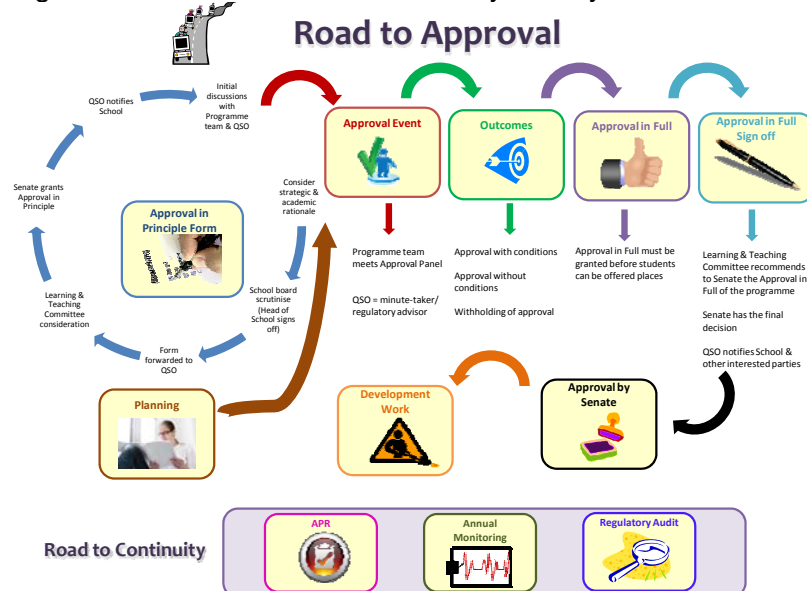 Road to Approval
QSO notifies
School
Initial
discussions
with
Programme
team & QSO
Senate grants
Approval in
Principle
Approval in
Principle Form
Consider
strategic &
academic
rationale
Learning &
Teaching
Committee
consideration
School board
scrutinise
(Head of
School signs
off)
Form
forwarded to
QSO
Approval Event
Programme team
meets Approval Panel
QSO = minute-taker/
regulatory advisor
Outcomes
Approval with conditions
Approval without
conditions
Withholding of approval
Approval in Full
Approval in Full must be
granted before students
can be offered places
Approval in Full
Sign off
Learning & Teaching
Committee recommends
to Senate the Approval in
Full of the programme
Senate has the final
decision
QSO notifies School &
other interested parties
Planning
Development
Work
Approval by
Senate
Road to Continuity
APR
Annual
Monitoring
Regulatory Audit